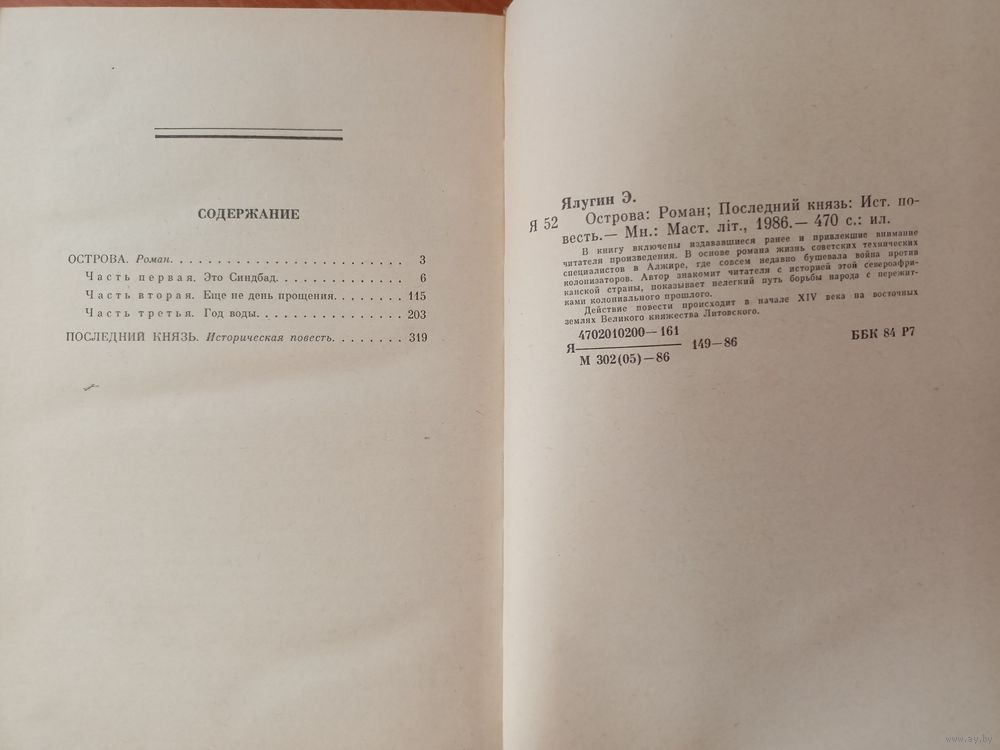 СОДЕРЖАНИЕ
ОСТРОВА. Роман. . . . . . . . . . . . . . . . . . . . . . . 3
Часть первая. Это Синдбад. . . . . . . . . . . . . 6
Часть вторая. Еще не день прощения. . . . . . . 115
Часть третья. Год воды. . . . . . . . . . . . . . . 203
ПОСЛЕДНИЙ КНЯЗЬ. Историческая повесть. . . . . . . . 319
Ялугин Э.
Я 52 Острова: Роман; Последний князь: Ист. по-
весть.— Мн.: Маст. літ., 1986.— 470 с.: ил.
В книгу включены издававшиеся ранее и привлекшие внимание
читателя произведения. В основе романа жизнь советских технических
специалистов в Алжире, где совсем недавно бушевала война против
колонизаторов. Автор знакомит читателя с историей этой североафри-
канской страны, показывает нелегкий путь борьбы народа с пережит-
ками колониального прошлого.
Действие повести происходит в начале XIV века на восточных
землях Великого княжества Литовского.
4702010200—161
Я 149—86 ББК 84 Р7
М 302(05)—86
www.ay.by